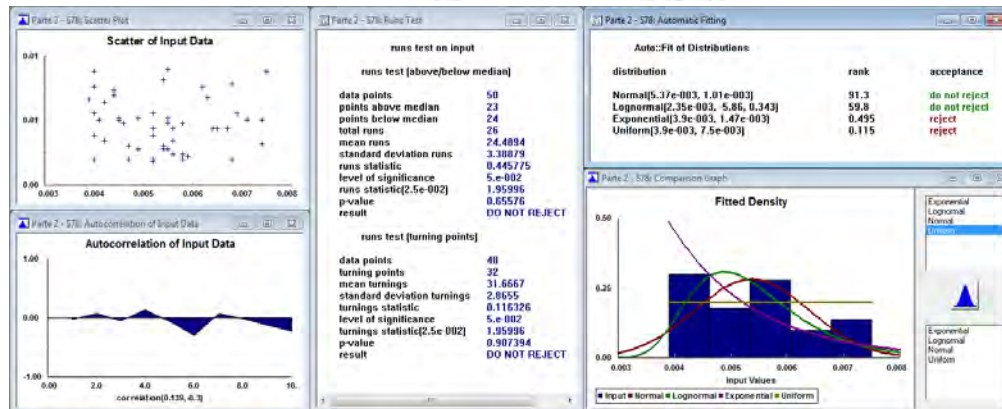 Parte 2 - S78: Scatter Plot
Scatter of Input Data
0.01
0.01
0.00
0.003 0.004 0.005 0.005 0.006 0.007 0.008
Parte 2 - S78: Autocorrelation of Input Data
Autocorrelation of Input Data
1.00
0.00
-1.00
0.00 2.0 4.0 6.0 8.0 10.
correlation(0.139, -0.3)
Parte 2 - S78: Runs Test
runs test on input
runs test (above/below median)
data points 50
points above median 23
points below median 24
total runs 26
mean runs 24.4894
standard deviation runs 3.38879
runs statistic 0.445775
level of significance 5.e-002
runs statistic(2.5e-002) 1.95996
p-value 0.65576
result DO NOT REJECT
runs test (turning points)
data points 48
turning points 32
mean turnings 31.6667
standard deviation turnings 2.8655
turnings statistic 0.116326
level of significance 5.e-002
turnings statistic(2.5e-002) 1.95996
p-value 0.907394
result DO NOT REJECT
Parte 2 - S78: Automatic Fitting
Auto::Fit of Distributions
distribution rank acceptance
Normal(5.37e-003, 1.01e-003) 91.3 do not reject
Lognormal(2.35e-003, -5.86, 0.343) 59.8 do not reject
Exponential(3.9e-003, 1.47e-003) 0.495 reject
Uniform(3.9e-003, 7.5e-003) 0.115 reject
Parte 2 - S78: Comparison Graph
Fitted Density
0.50
0.25
0.00
0.003 0.004 0.005 0.006 0.007 0.008
Input Values
Input Normal Lognormal Exponential Uniform
Exponential
Lognormal
Normal
Uniform
Exponential
Lognormal
Normal
Uniform